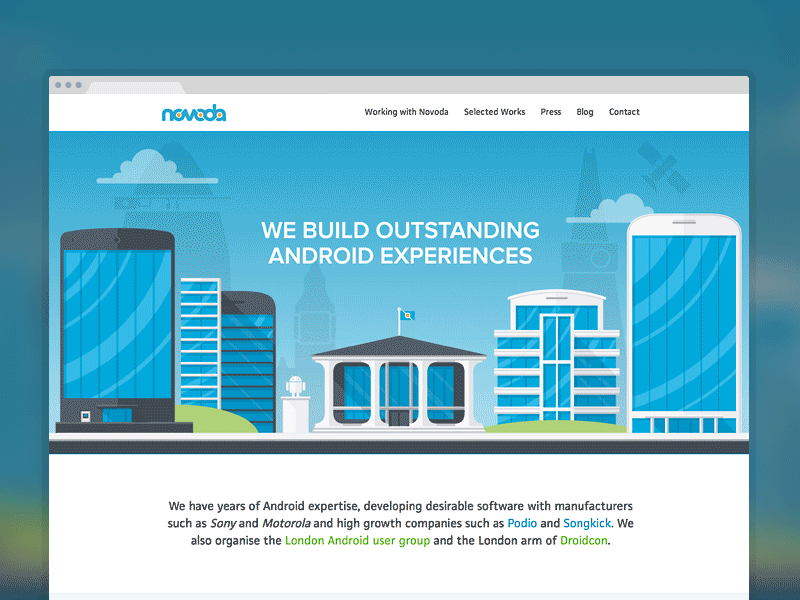 novoda
Working with Novoda Selected Works Press Blog Contact
WE BUILD OUTSTANDING
ANDROID EXPERIENCES
We have years of Android expertise, developing desirable software with manufacturers
such as Sony and Motorola and high growth companies such as Podio and Songkick. We
also organise the London Android user group and the London arm of Droidcon.